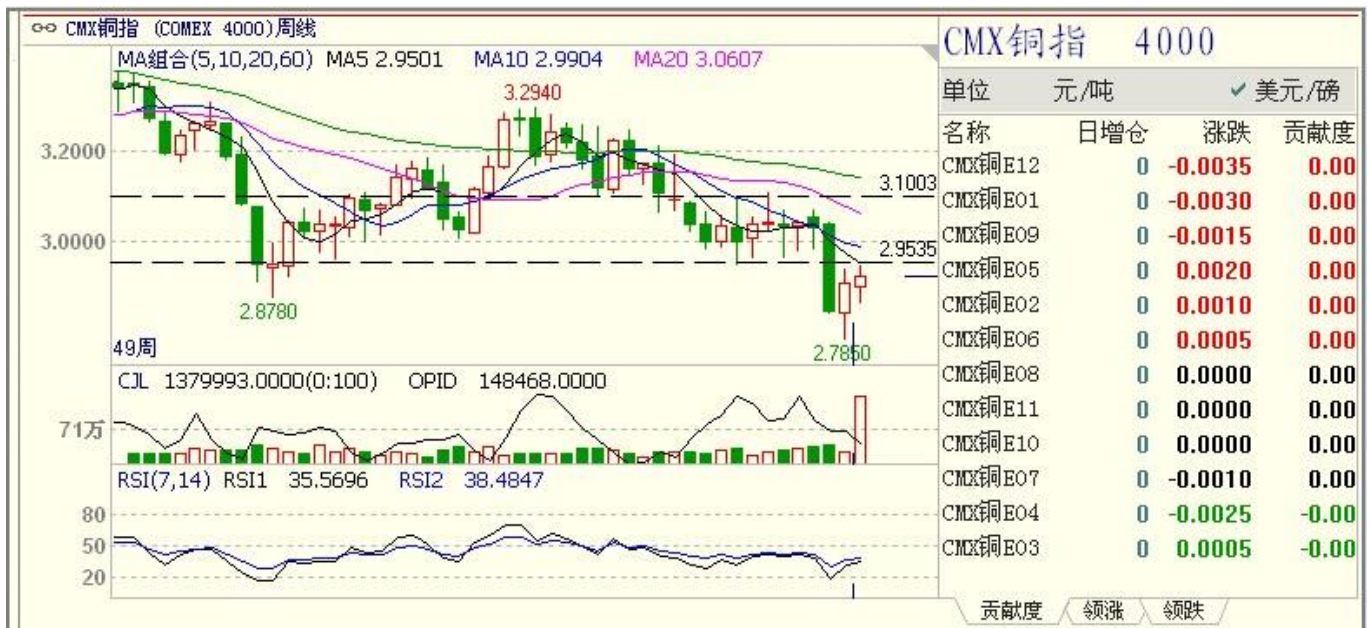 CMX铜指 (COMEX 4000)周线
MA组合(5,10,20,60) MA5 2.9501 MA10 2.9904 MA20 3.0607
3.2940
3.2000
3.1003
3.0000
2.9535
2.8780
49周
2.7850
CJL 1379993.0000(0:100) OPID 148468.0000
71万
RSI(7,14) RSI1 35.5696 RSI2 38.4847
80
50
20
CMX铜指 4000
单位 元/吨 ✓ 美元/磅
名称 日增仓 涨跌 贡献度
CMX铜E12 0 -0.0035 0.00
CMX铜E01 0 -0.0030 0.00
CMX铜E09 0 -0.0015 0.00
CMX铜E05 0 0.0020 0.00
CMX铜E02 0 0.0010 0.00
CMX铜E06 0 0.0005 0.00
CMX铜E08 0 0.0000 0.00
CMX铜E11 0 0.0000 0.00
CMX铜E10 0 0.0000 0.00
CMX铜E07 0 -0.0010 0.00
CMX铜E04 0 -0.0025 -0.00
CMX铜E03 0 0.0005 -0.00
贡献度 领涨 领跌